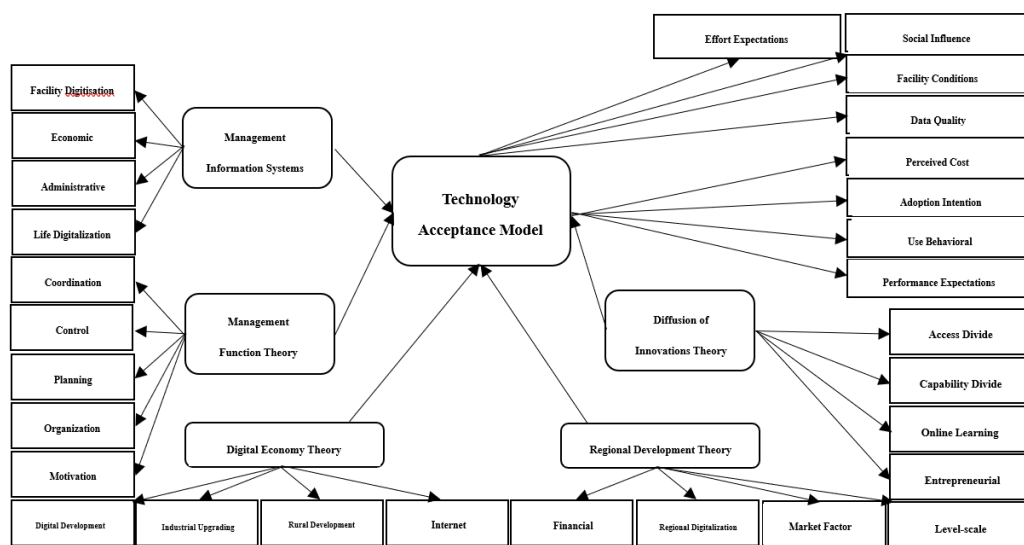 Effort Expectations
Social Influence
Facility Conditions
Data Quality
Perceived Cost
Adoption Intention
Use Behavioral
Performance Expectations
Facility Digitisation
Economic
Administrative
Life Digitalization
Management
Information Systems
Technology
Acceptance Model
Coordination
Control
Planning
Organization
Motivation
Management
Function Theory
Diffusion of
Innovations Theory
Access Divide
Capability Divide
Online Learning
Entrepreneurial
Digital Economy Theory
Regional Development Theory
Digital Development
Industrial Upgrading
Rural Development
Internet
Financial
Regional Digitalization
Market Factor
Level-scale